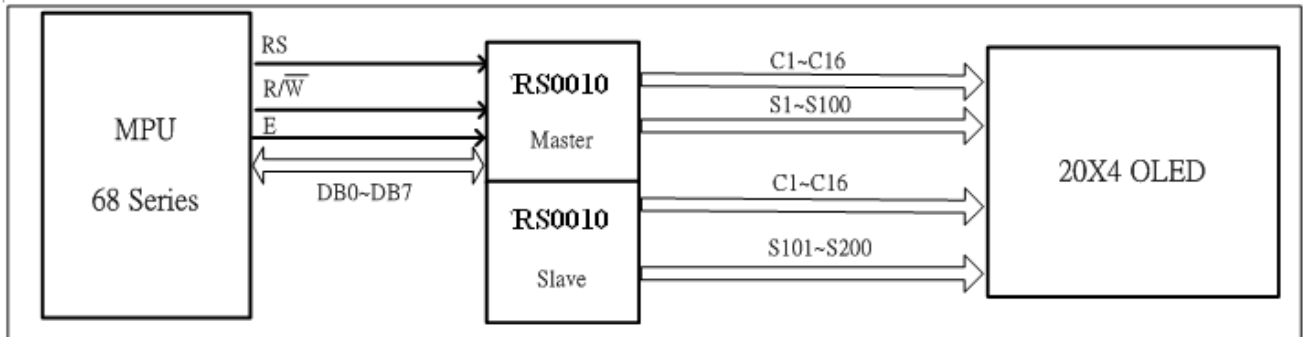 MPU
68 Series
RS
R/W̅
E
DB0~DB7
RS0010
Master
RS0010
Slave
C1~C16
S1~S100
C1~C16
S101~S200
20X4 OLED